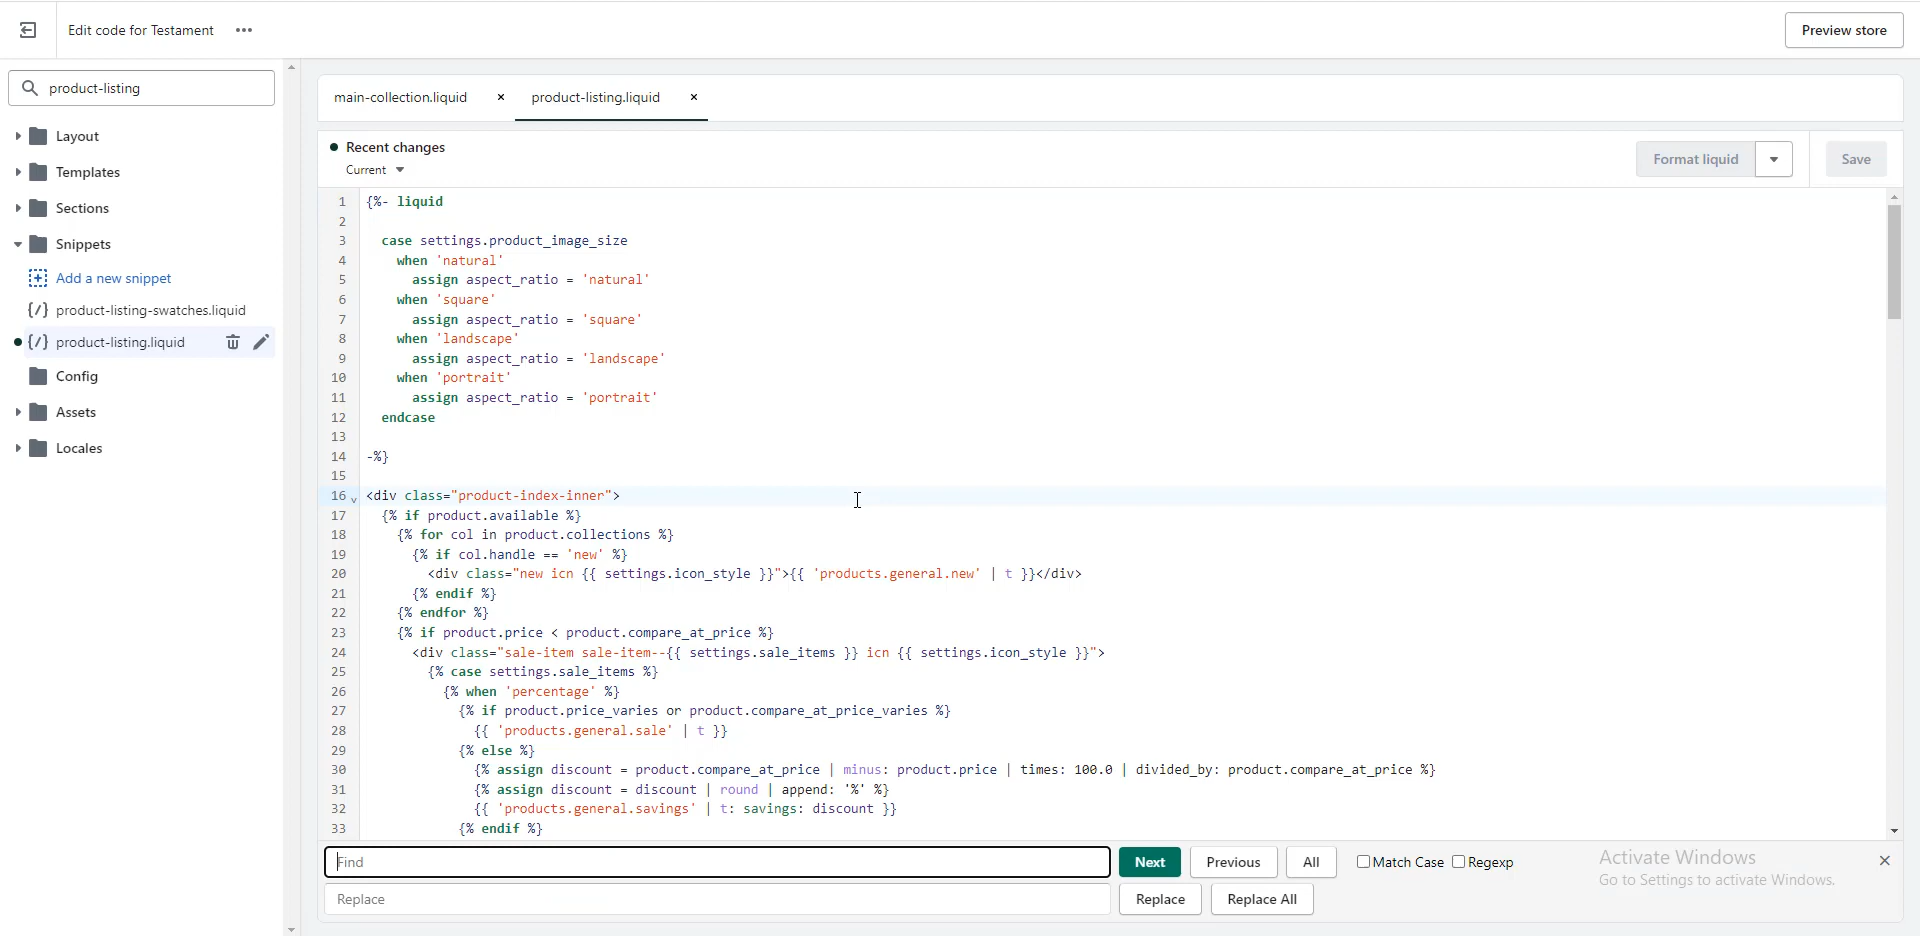 Edit code for Testament
Preview store
product-listing
Layout
Templates
Sections
Snippets
Add a new snippet
product-listing-swatches.liquid
product-listing.liquid
Config
Assets
Locales
main-collection.liquid × product-listing.liquid ×
Recent changes
Current
Format liquid
Save
1 {%- liquid
2
3 case settings.product_image_size
4 when 'natural'
5 assign aspect_ratio = 'natural'
6 when 'square'
7 assign aspect_ratio = 'square'
8 when 'landscape'
9 assign aspect_ratio = 'landscape'
10 when 'portrait'
11 assign aspect_ratio = 'portrait'
12 endcase
13
14 -%}
15
16 <div class="product-index-inner">
17 {% if product.available %}
18 {% for col in product.collections %}
19 {% if col.handle == 'new' %}
20 <div class="new icn {{ settings.icon_style }}">{{ 'products.general.new' | t }}</div>
21 {% endif %}
22 {% endfor %}
23 {% if product.price < product.compare_at_price %}
24 <div class="sale-item sale-item--{{ settings.sale_items }} icn {{ settings.icon_style }}">
25 {% case settings.sale_items %}
26 {% when 'percentage' %}
27 {% if product.price_varies or product.compare_at_price_varies %}
28 {{ 'products.general.sale' | t }}
29 {% else %}
30 {% assign discount = product.compare_at_price | minus: product.price | times: 100.0 | divided_by: product.compare_at_price %}
31 {% assign discount = discount | round | append: '%' %}
32 {{ 'products.general.savings' | t: savings: discount }}
33 {% endif %}
Find
Next Previous All Match Case Regexp
Replace
Replace Replace All
Activate Windows
Go to Settings to activate Windows.